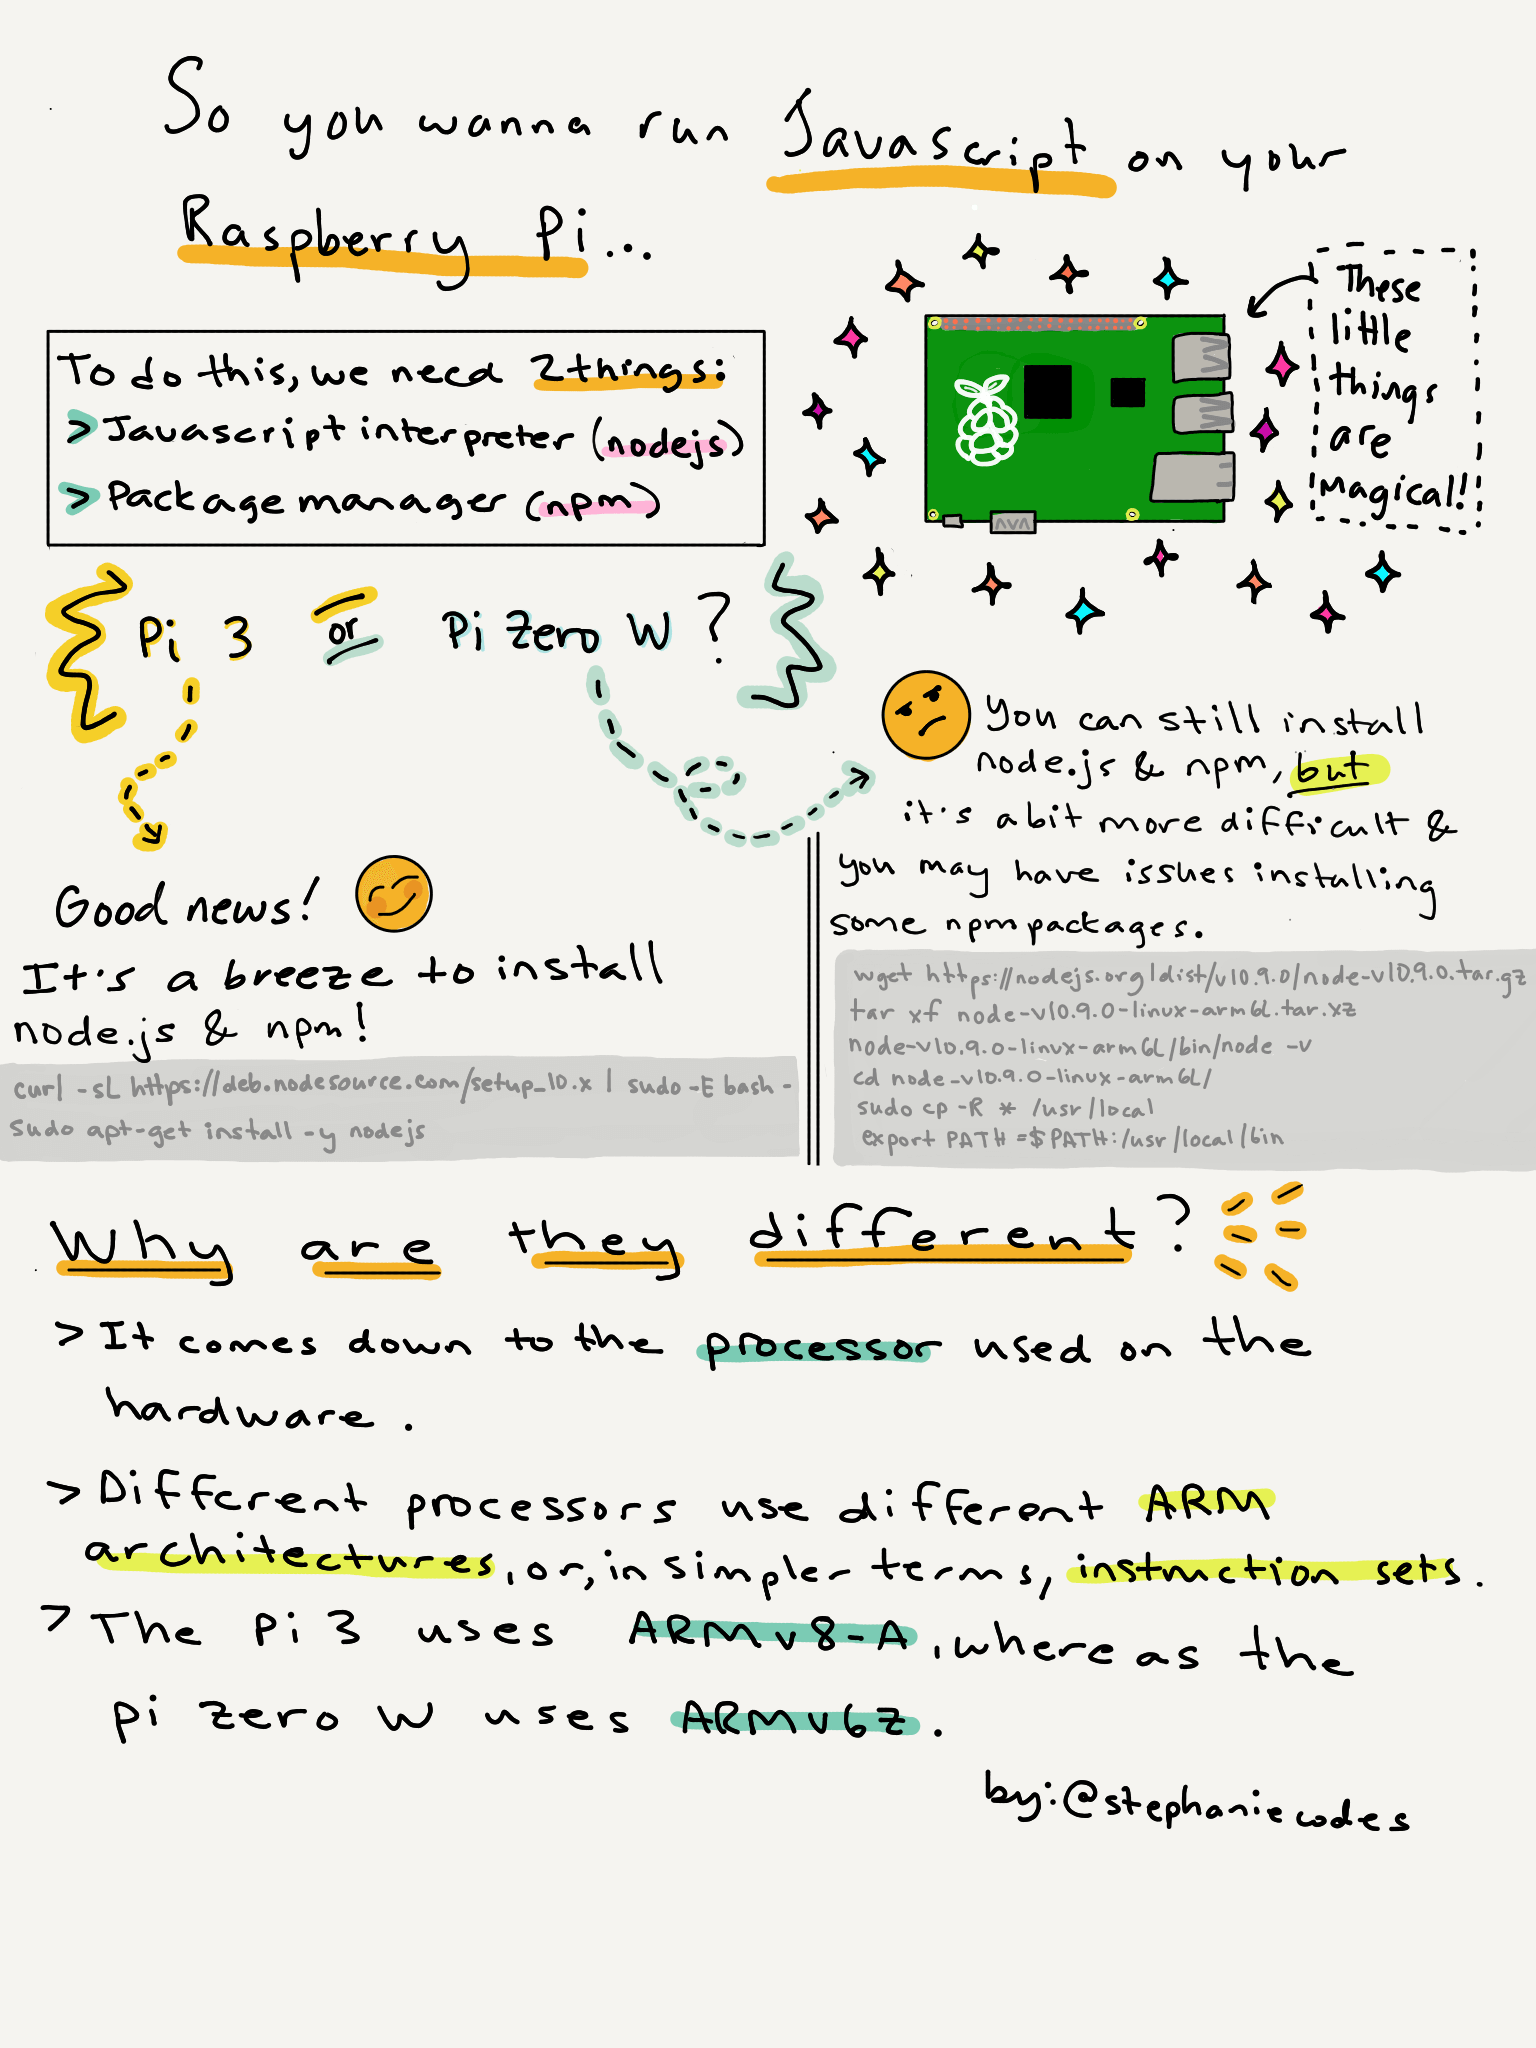 So you wanna run Javascript on your
Raspberry Pi...
These
little
things
are
magical!
To do this, we need 2 things:
> Javascript interpreter (nodejs)
> Package manager (npm)
Pi 3 or Pi Zero W?
Good news!
It's a breeze to install
node.js & npm!
curl -sL https://deb.nodesource.com/setup_10.x | sudo -E bash -
sudo apt-get install -y nodejs
You can still install
node.js & npm, but
it's a bit more difficult &
you may have issues installing
some npm packages.
wget https://nodejs.org/dist/v10.9.0/node-v10.9.0.tar.gz
tar xf node-v10.9.0-linux-arm6L.tar.xz
node-v10.9.0-linux-arm6L/bin/node -v
cd node-v10.9.0-linux-arm6L/
sudo cp -R * /usr/local
export PATH=$PATH:/usr/local/bin
Why are they different?
> It comes down to the processor used on the
hardware.
> Different processors use different ARM
architectures, or, in simpler terms, instruction sets.
> The Pi 3 uses ARMv8-A, whereas the
pi zero W uses ARMv6Z.
by: @stephaniecodes